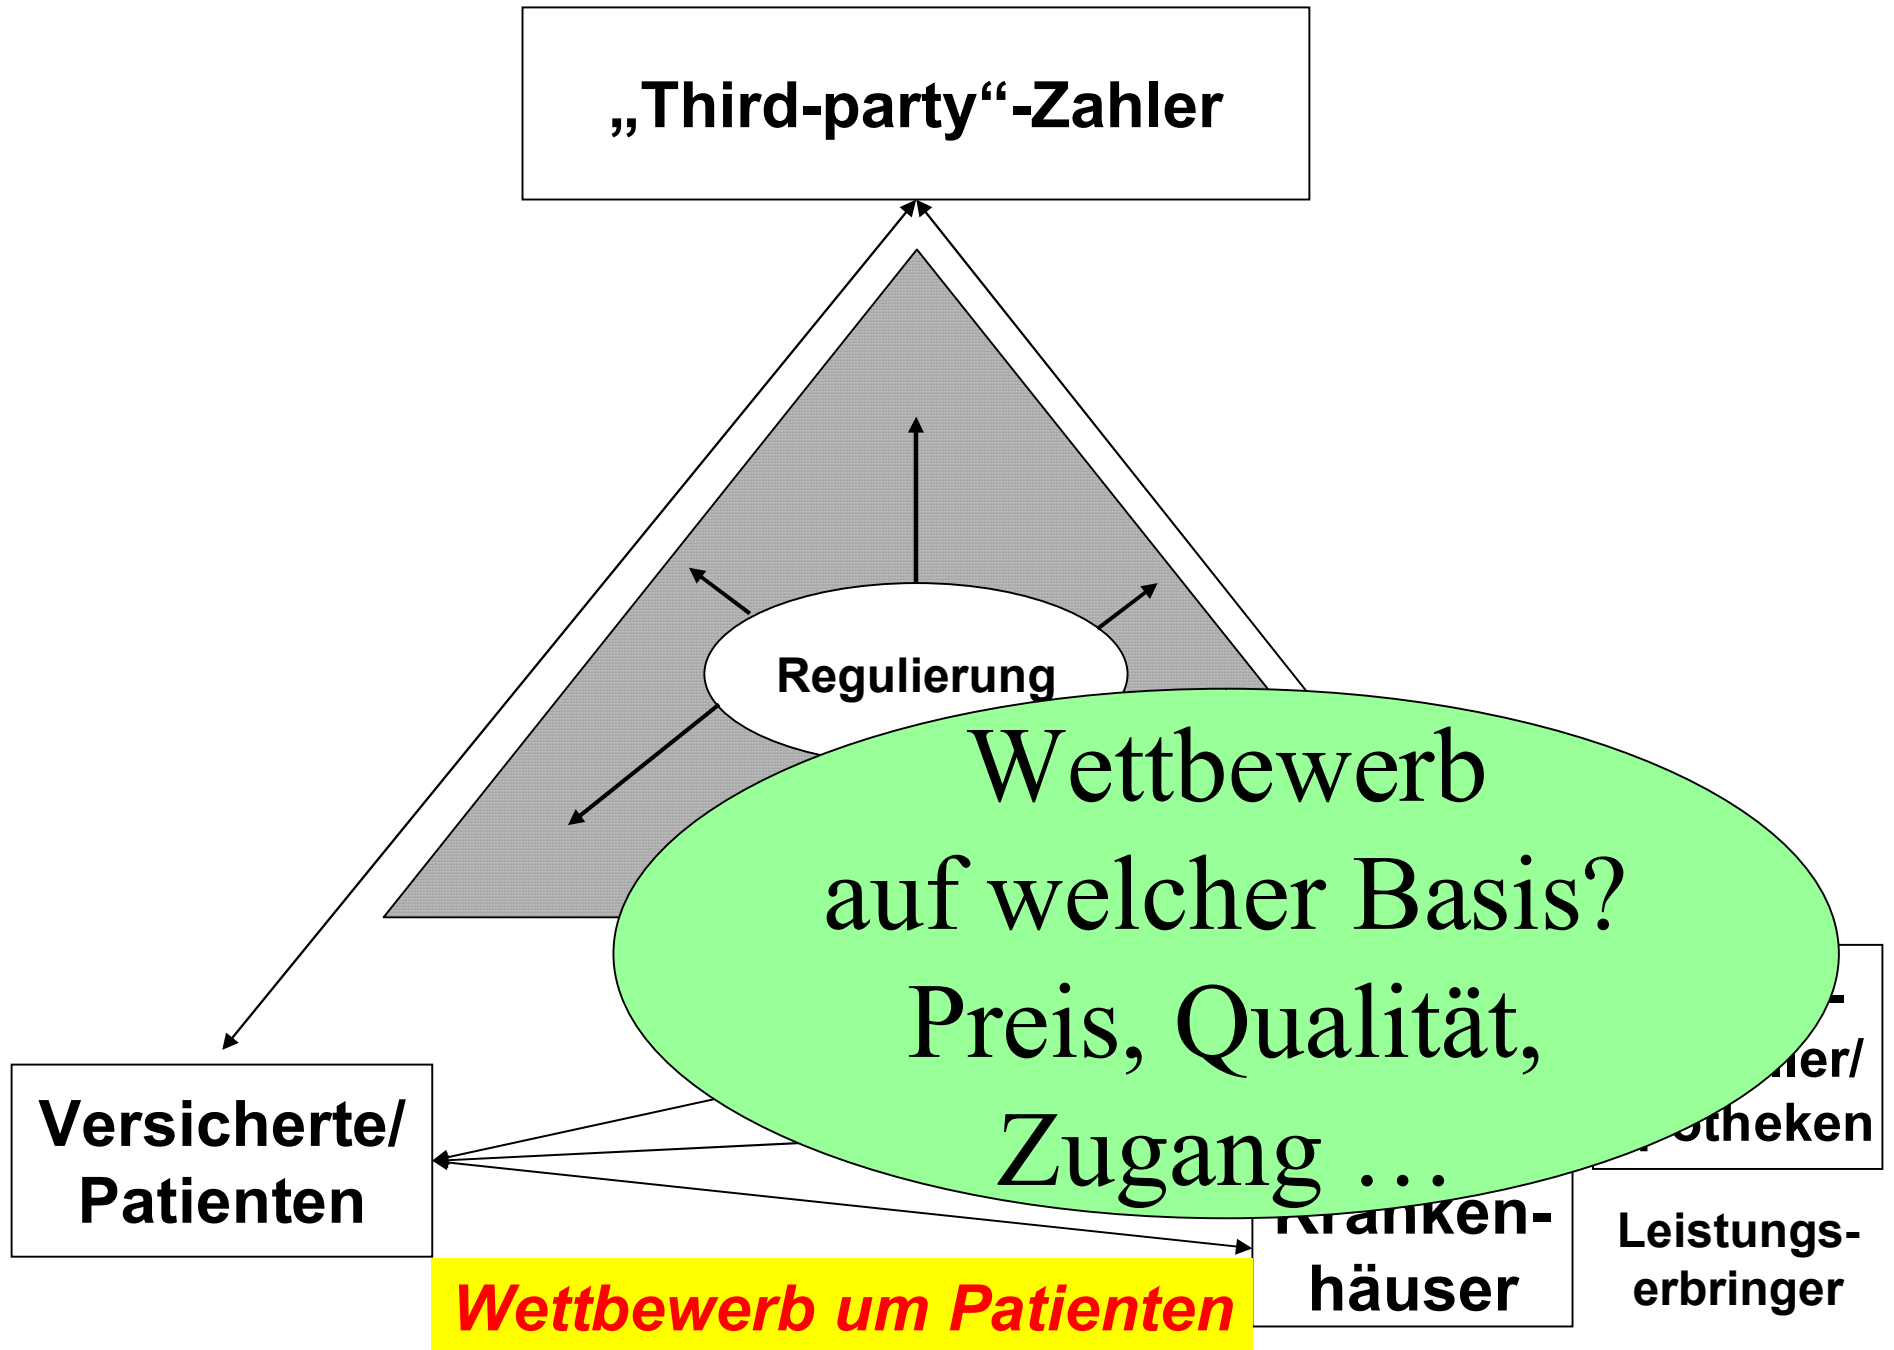 „Third-party“-Zahler
Regulierung
Wettbewerb
auf welcher Basis?
Preis, Qualität,
Zugang …
Versicherte/
Patienten
Kranken-
häuser
Leistungs-
erbringer
Wettbewerb um Patienten